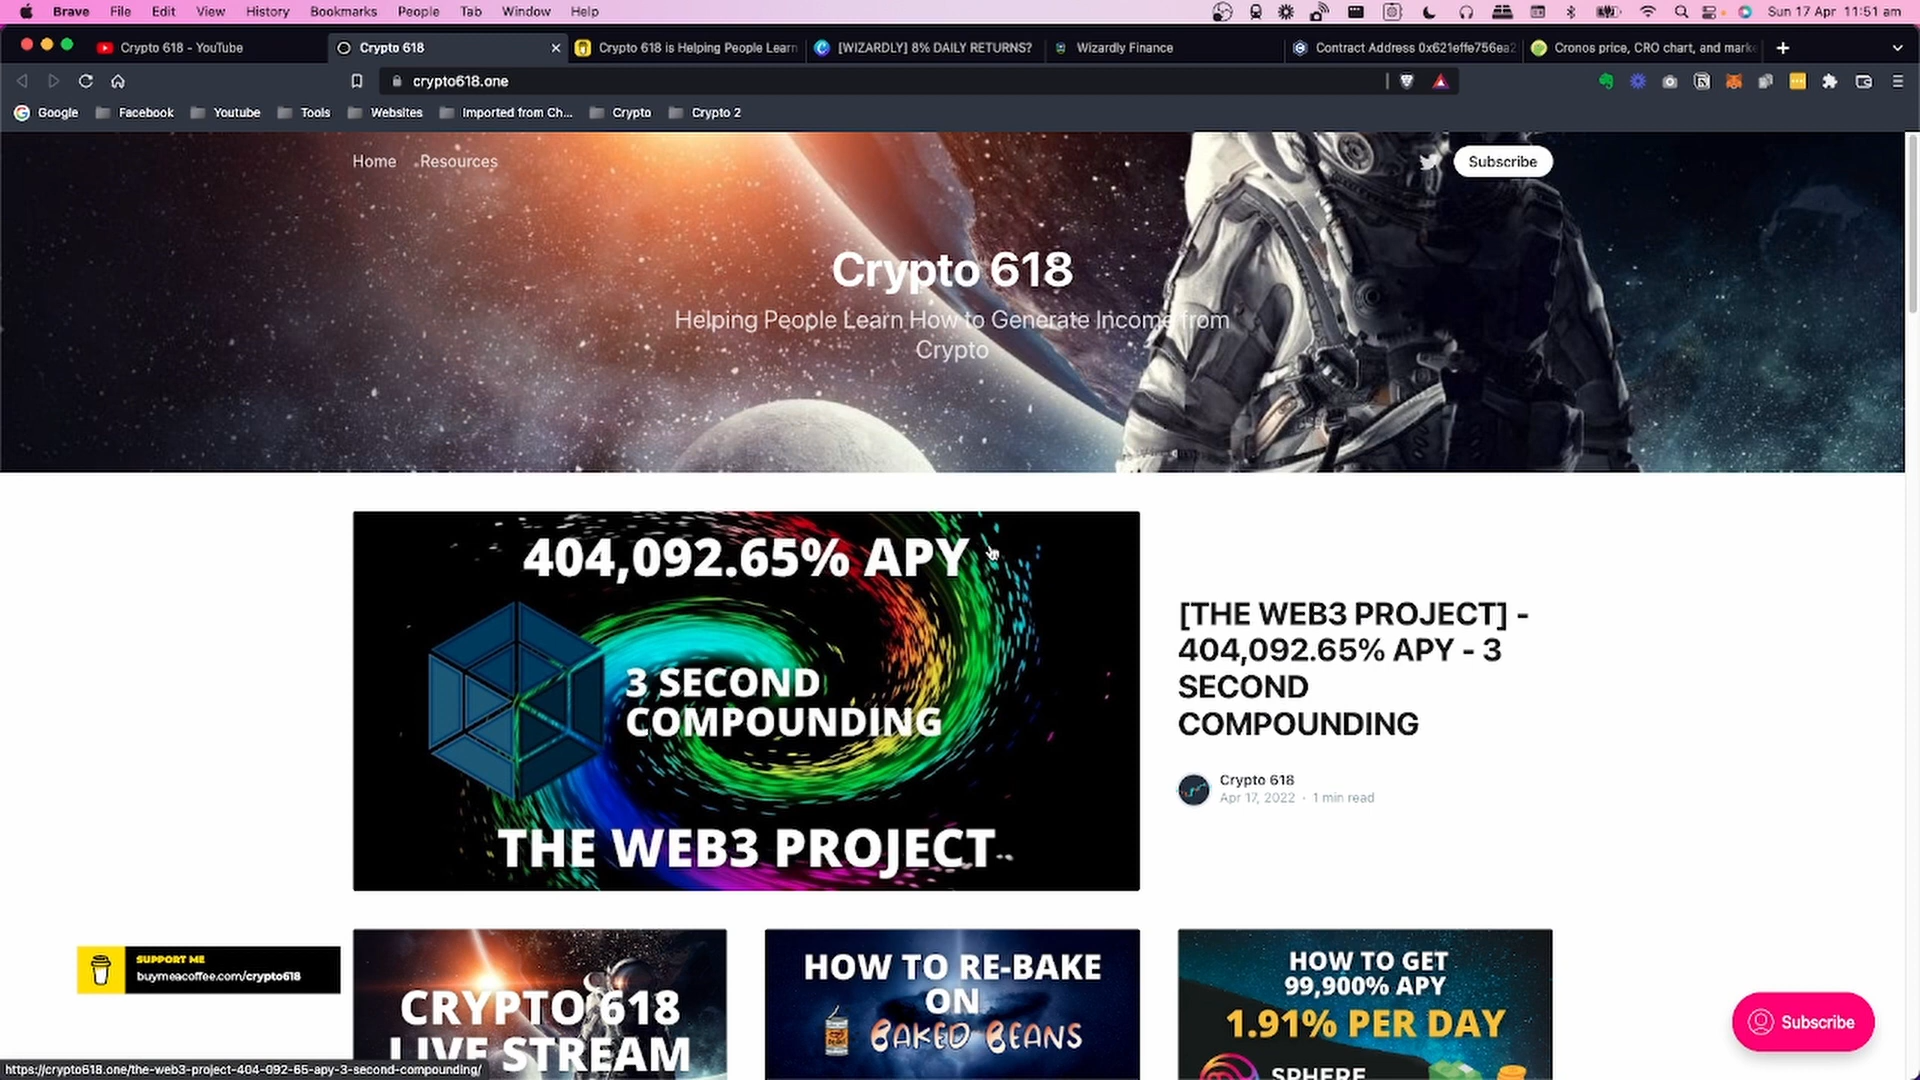 Brave File Edit View History Bookmarks People Tab Window Help Sun 17 Apr 11:51 am
Crypto 618 - YouTube
Crypto 618
Crypto 618 is Helping People Learn
[WIZARDLY] 8% DAILY RETURNS?
Wizardly Finance
Contract Address 0x621effe756ea2
Cronos price, CRO chart, and marke
crypto618.one
Google Facebook Youtube Tools Websites Imported from Ch... Crypto Crypto 2
Home Resources
Subscribe
Crypto 618
Helping People Learn How to Generate Income from
Crypto
404,092.65% APY
3 SECOND
COMPOUNDING
THE WEB3 PROJECT
[THE WEB3 PROJECT] -
404,092.65% APY - 3
SECOND
COMPOUNDING
Crypto 618
Apr 17, 2022 • 1 min read
SUPPORT ME
buymeacoffee.com/crypto618
CRYPTO 618
LIVE STREAM
HOW TO RE-BAKE
ON
BAKED BEANS
HOW TO GET
99,900% APY
1.91% PER DAY
SPHERE
Subscribe
https://crypto618.one/the-web3-project-404-092-65-apy-3-second-compounding/